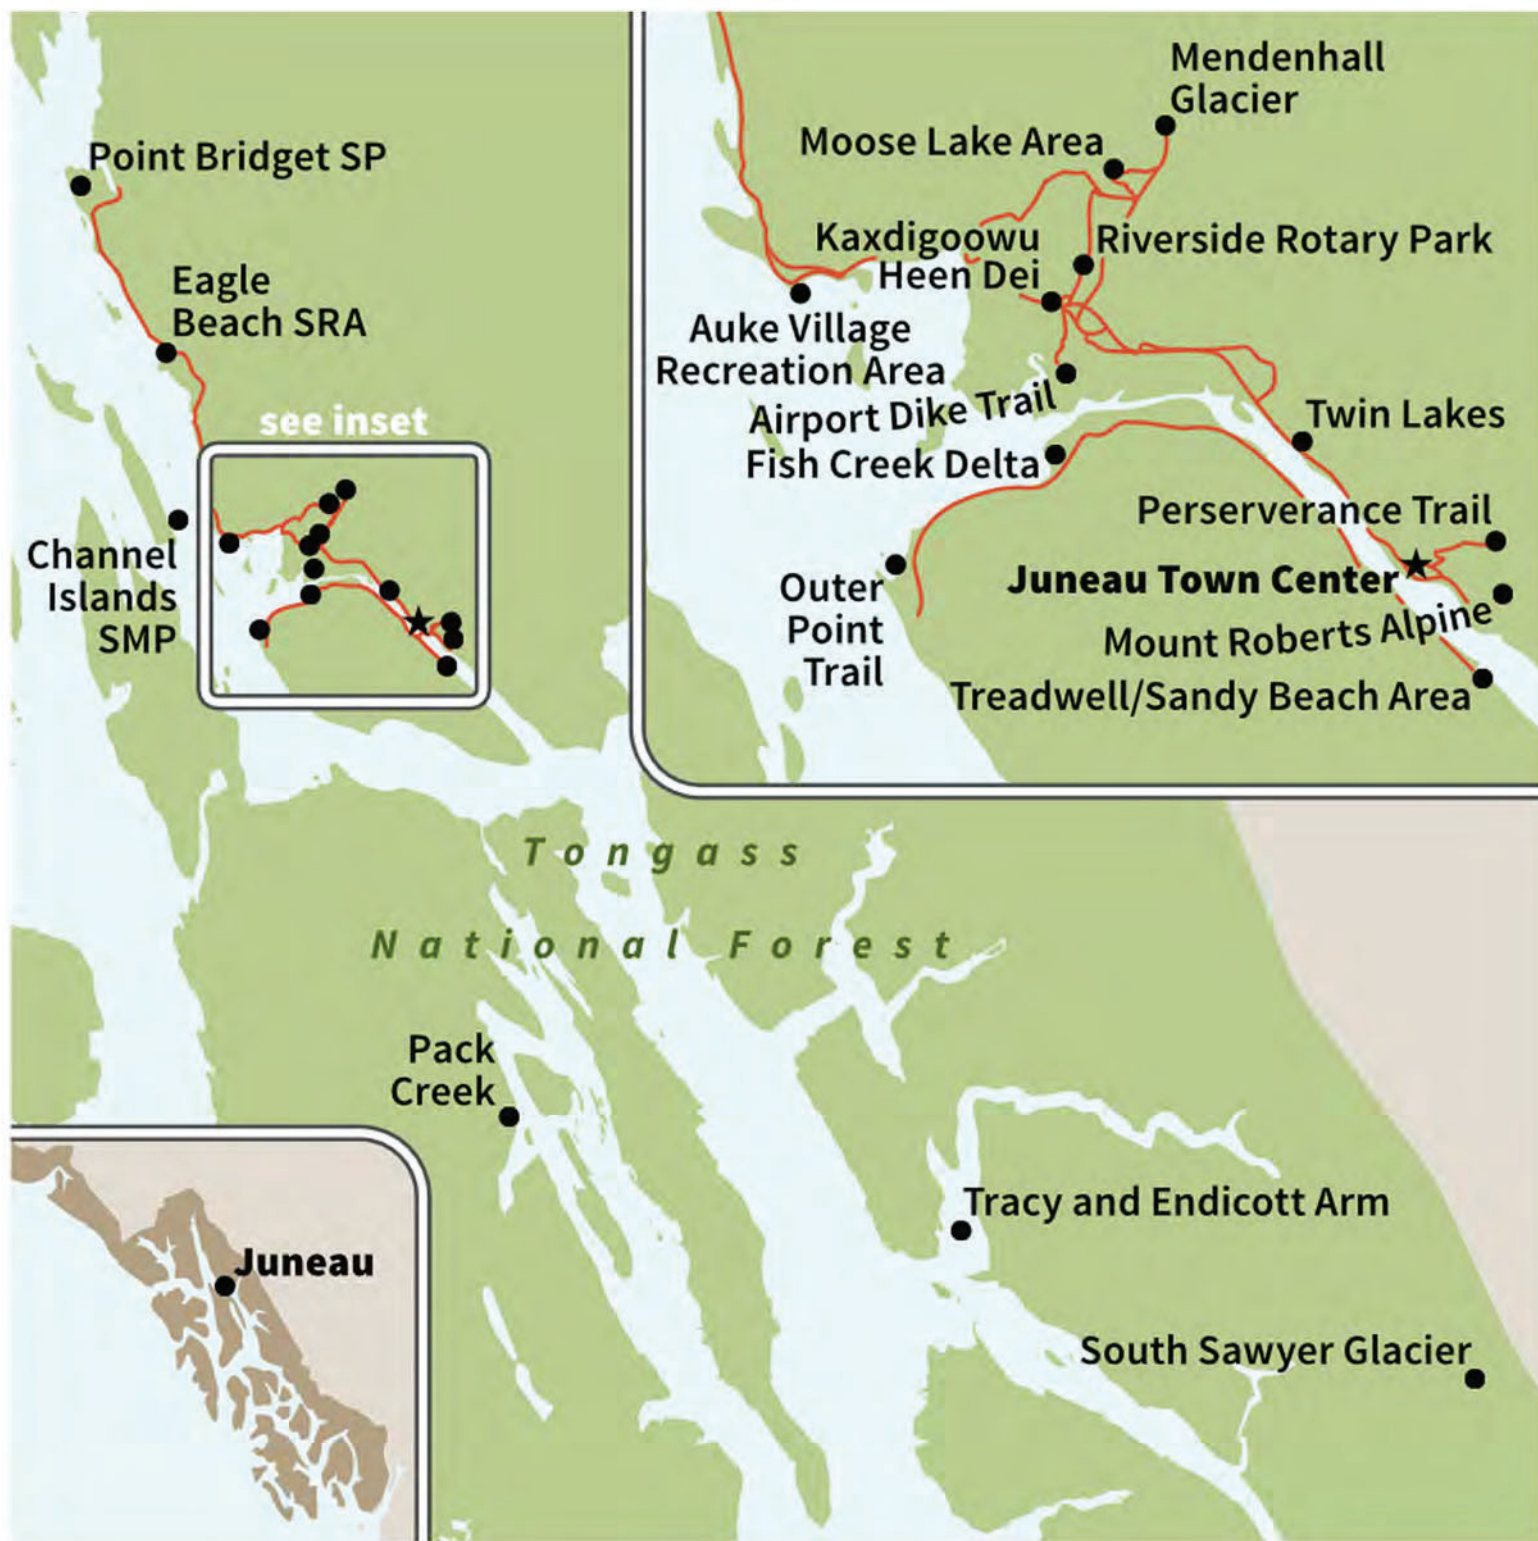 Point Bridget SP
Eagle
Beach SRA
see inset
Channel
Islands
SMP
Mendenhall
Glacier
Moose Lake Area
Kaxdigoowu
Heen Dei
Riverside Rotary Park
Auke Village
Recreation Area
Airport Dike Trail
Fish Creek Delta
Twin Lakes
Perserverance Trail
Outer
Point
Trail
Juneau Town Center
Mount Roberts Alpine
Treadwell/Sandy Beach Area
Tongass
National Forest
Pack
Creek
Tracy and Endicott Arm
South Sawyer Glacier
Juneau